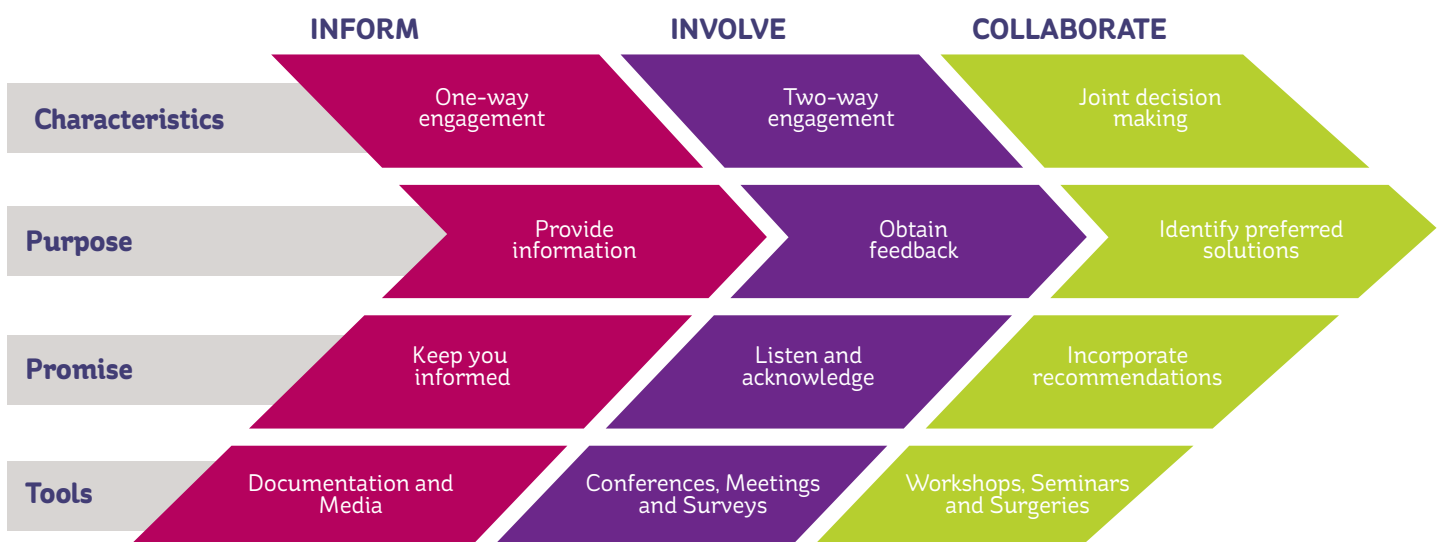 INFORM
INVOLVE
COLLABORATE
Characteristics
One-way
engagement
Two-way
engagement
Joint decision
making
Purpose
Provide
information
Obtain
feedback
Identify preferred
solutions
Promise
Keep you
informed
Listen and
acknowledge
Incorporate
recommendations
Tools
Documentation and
Media
Conferences, Meetings
and Surveys
Workshops, Seminars
and Surgeries